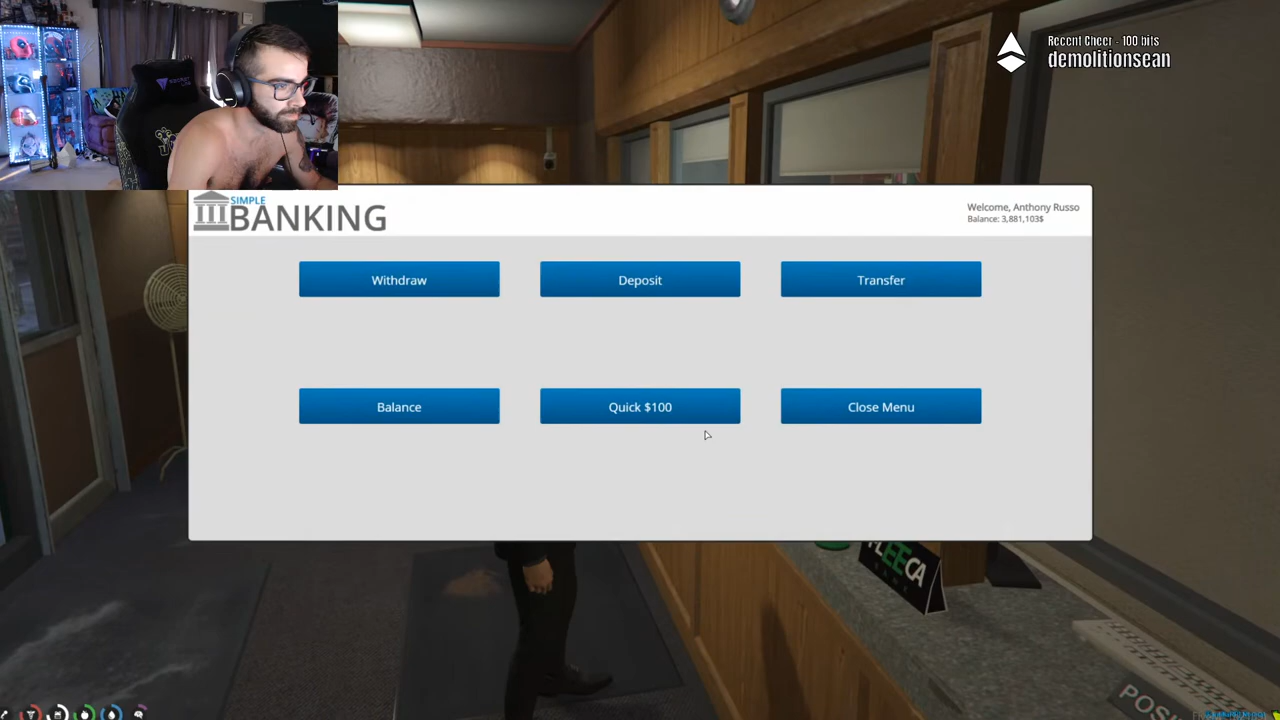 Recent Cheer - 100 bits
demolitionsean
SIMPLE
BANKING
Welcome, Anthony Russo
Balance: 3,881,103$
Withdraw
Deposit
Transfer
Balance
Quick $100
Close Menu
FLEECA